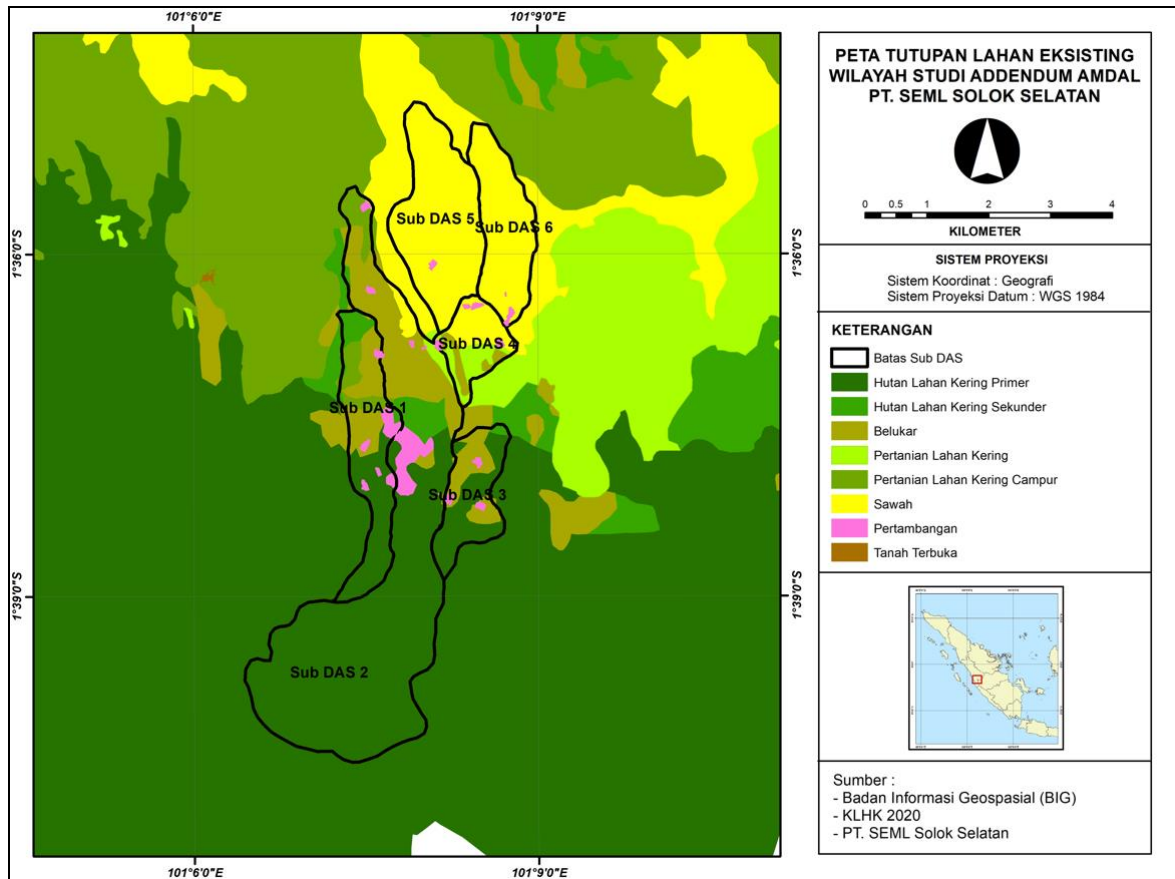 101°6'0"E
101°9'0"E
1°36'0"S
1°36'0"S
1°39'0"S
1°39'0"S
101°6'0"E
101°9'0"E
Sub DAS 5
Sub DAS 6
Sub DAS 4
Sub DAS 1
Sub DAS 3
Sub DAS 2
PETA TUTUPAN LAHAN EKSISTING
WILAYAH STUDI ADDENDUM AMDAL
PT. SEML SOLOK SELATAN
0 0.5 1 2 3 4
KILOMETER
SISTEM PROYEKSI
Sistem Koordinat : Geografi
Sistem Proyeksi Datum : WGS 1984
KETERANGAN
Batas Sub DAS
Hutan Lahan Kering Primer
Hutan Lahan Kering Sekunder
Belukar
Pertanian Lahan Kering
Pertanian Lahan Kering Campur
Sawah
Pertambangan
Tanah Terbuka
Sumber :
- Badan Informasi Geospasial (BIG)
- KLHK 2020
- PT. SEML Solok Selatan